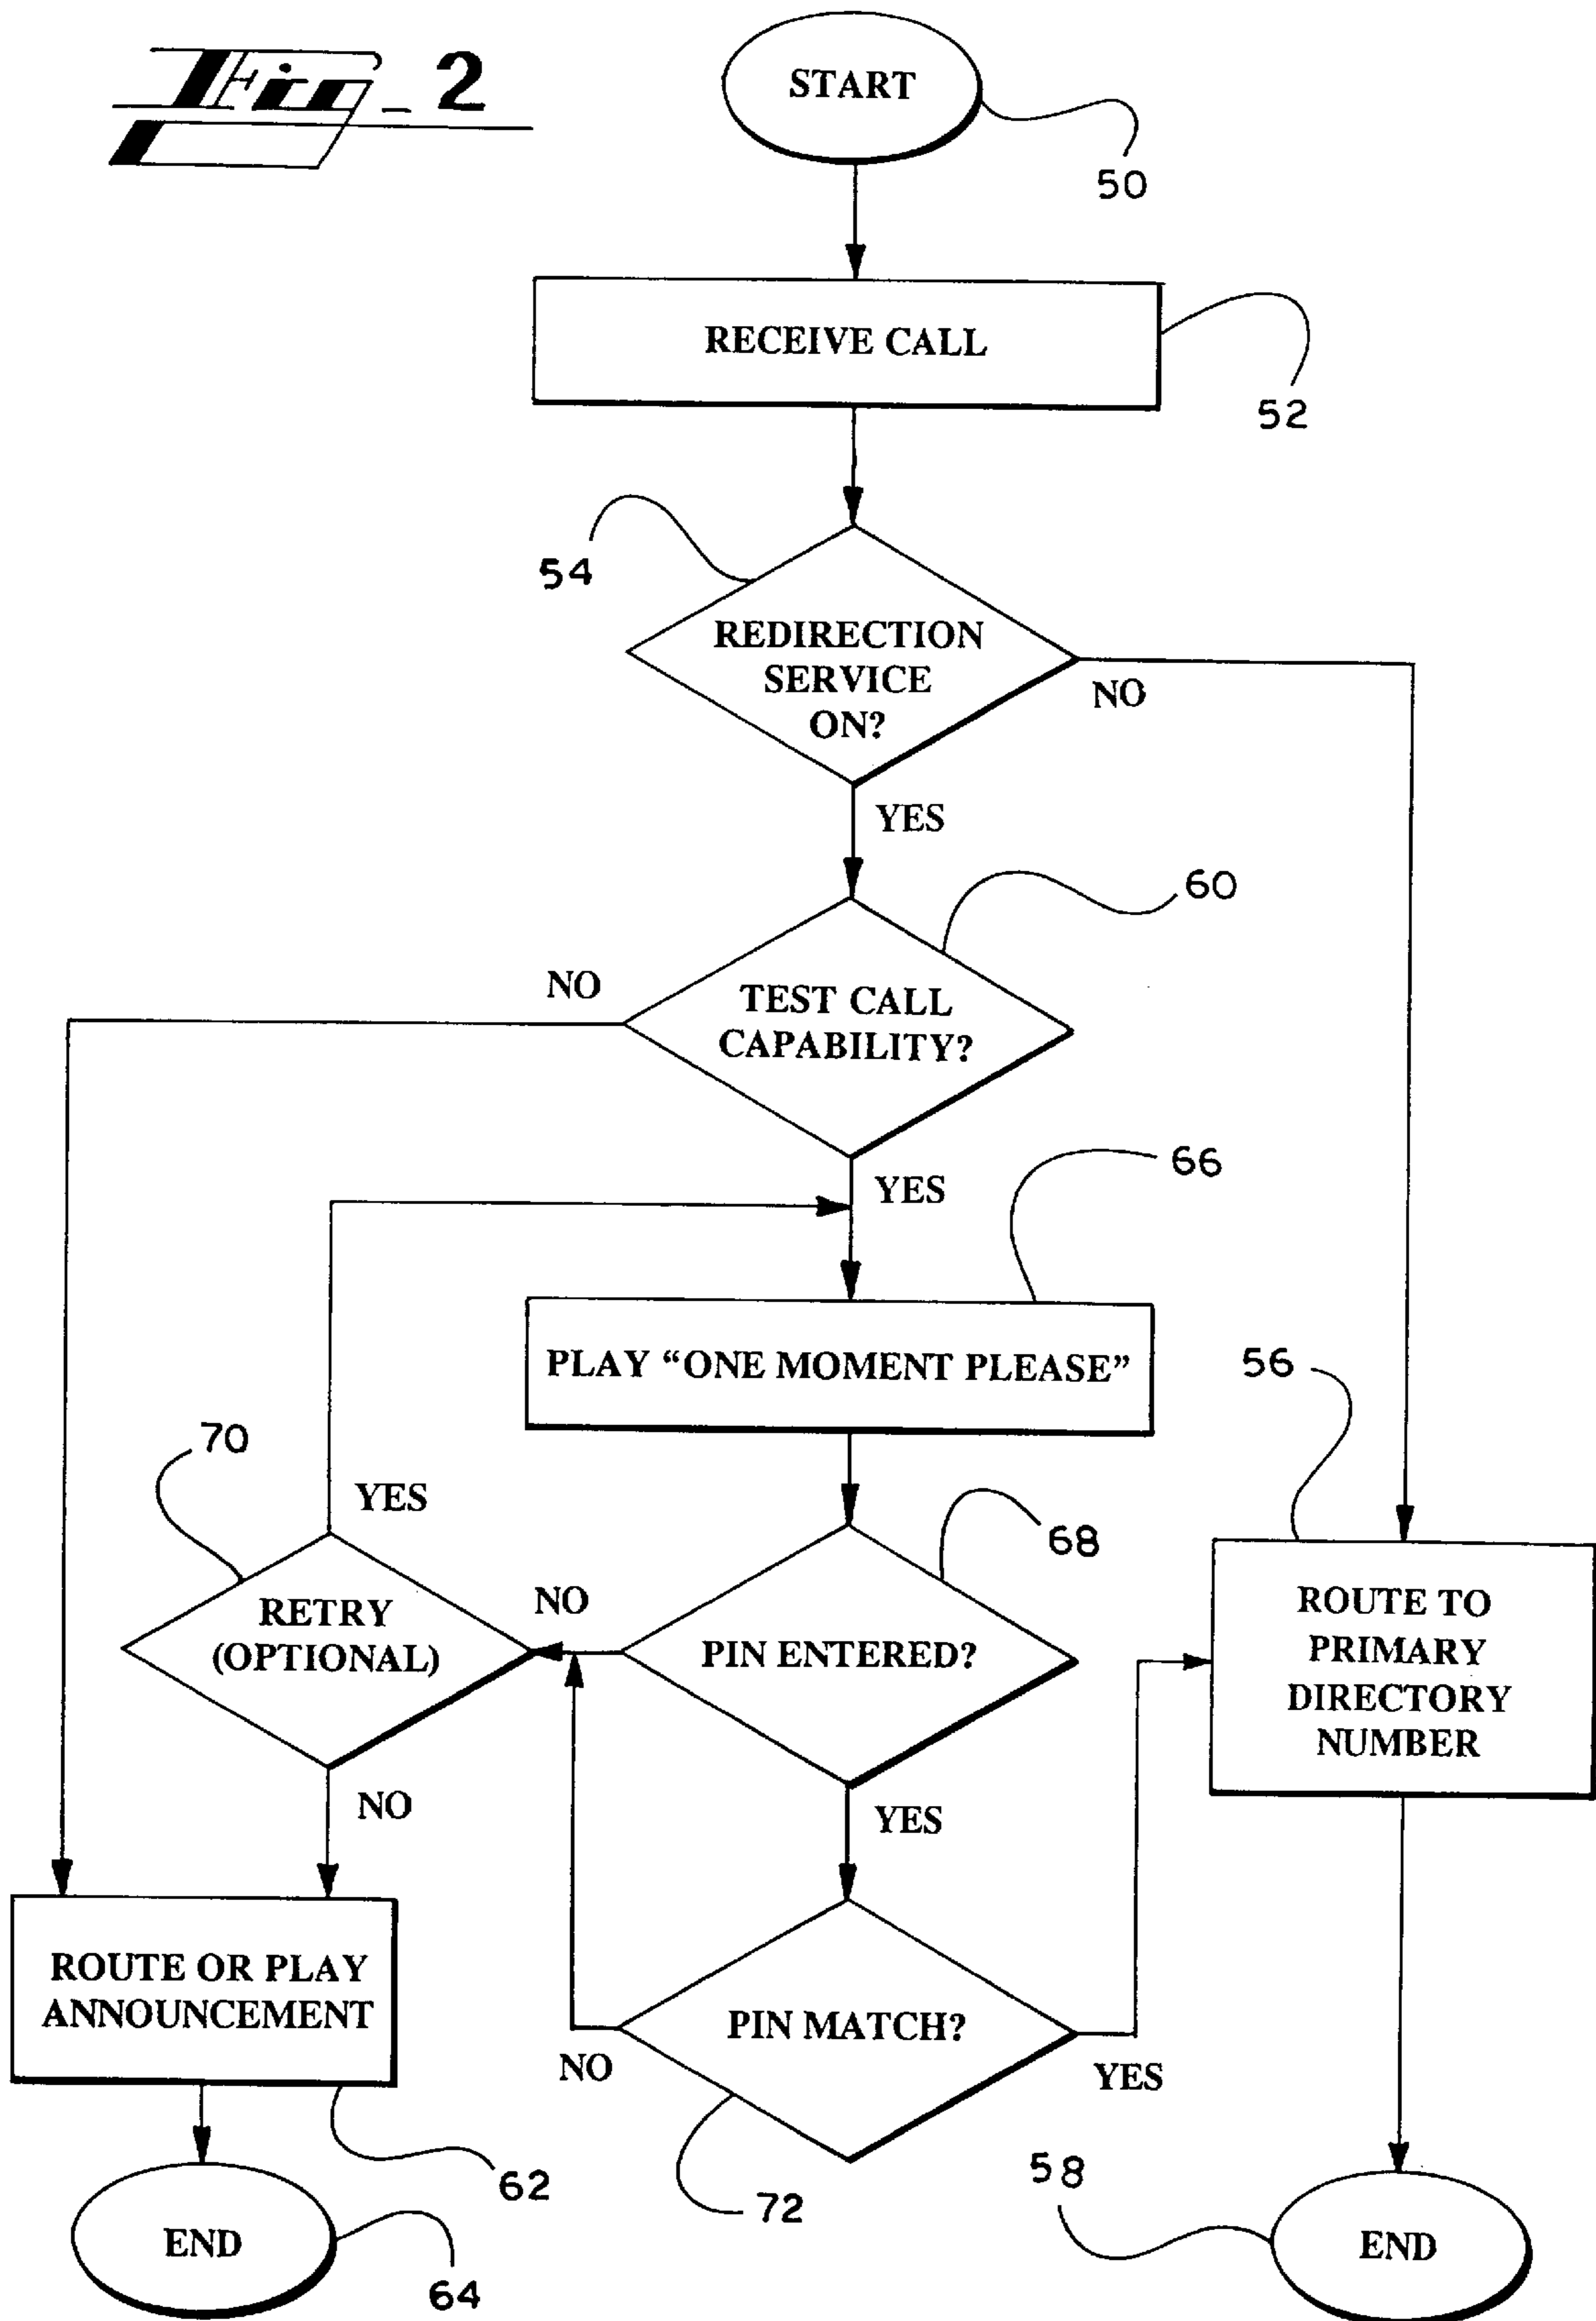 Fig_2
START
50
RECEIVE CALL
52
54
REDIRECTION
SERVICE
ON?
NO
YES
60
NO
TEST CALL
CAPABILITY?
YES
66
PLAY “ONE MOMENT PLEASE”
56
70
YES
68
RETRY
(OPTIONAL)
NO
PIN ENTERED?
ROUTE TO
PRIMARY
DIRECTORY
NUMBER
NO
YES
ROUTE OR PLAY
ANNOUNCEMENT
PIN MATCH?
NO
YES
62
72
58
END
64
END